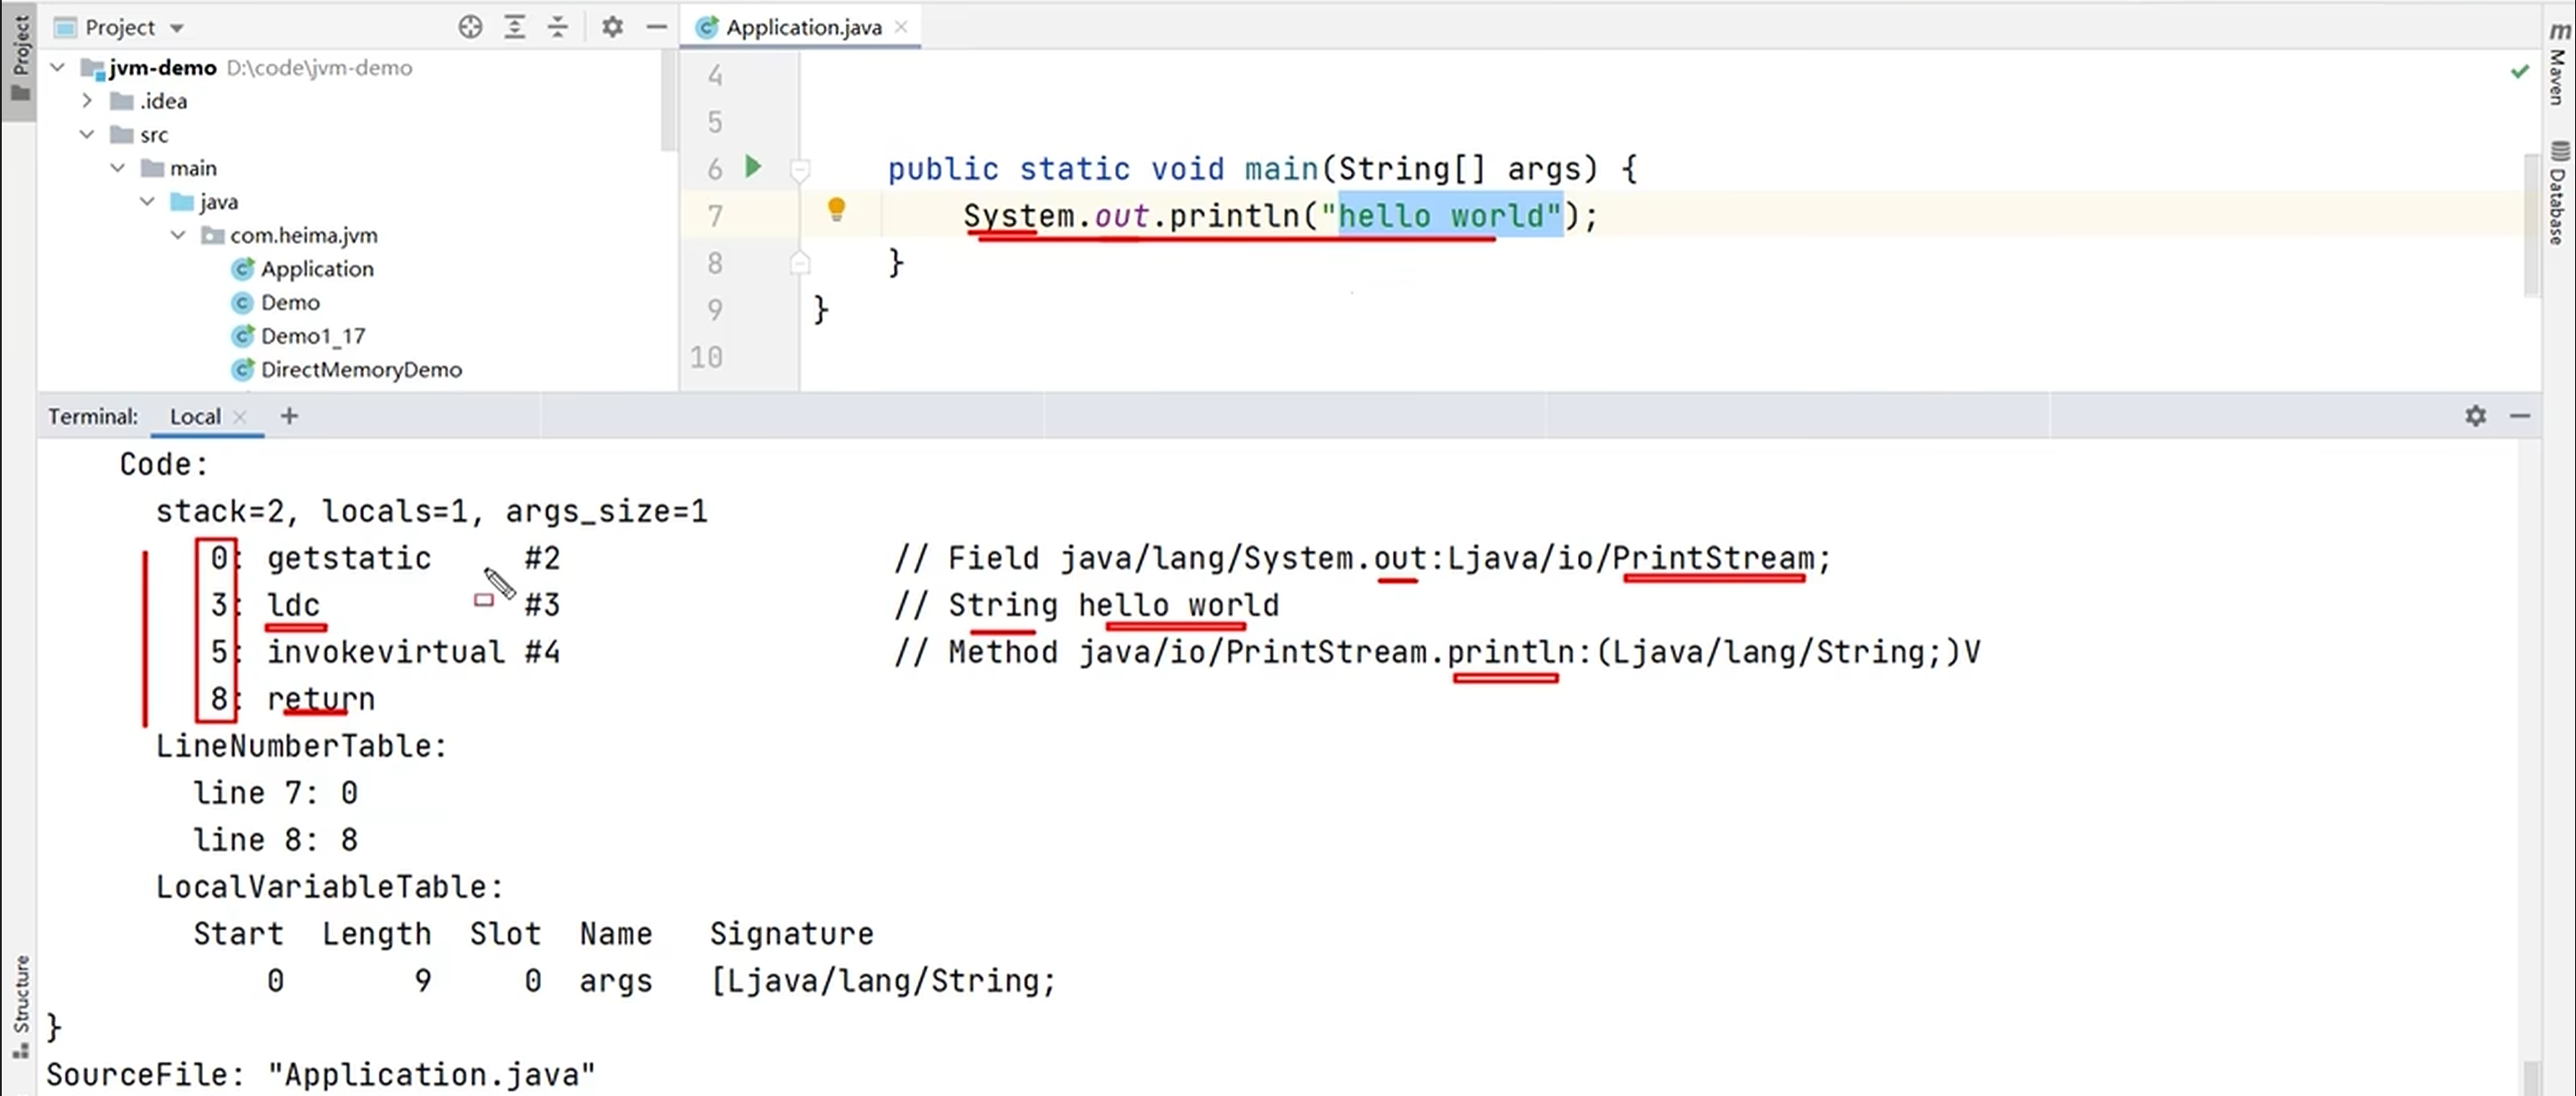 Project
Project
jvm-demo D:\code\jvm-demo
.idea
src
main
java
com.heima.jvm
Application
Demo
Demo1_17
DirectMemoryDemo
Application.java
4
5
6 public static void main(String[] args) {
7 System.out.println("hello world");
8 }
9 }
10
m Maven
Database
Terminal: Local +
Code:
stack=2, locals=1, args_size=1
0: getstatic #2 // Field java/lang/System.out:Ljava/io/PrintStream;
3: ldc #3 // String hello world
5: invokevirtual #4 // Method java/io/PrintStream.println:(Ljava/lang/String;)V
8: return
LineNumberTable:
line 7: 0
line 8: 8
LocalVariableTable:
Start Length Slot Name Signature
0 9 0 args [Ljava/lang/String;
}
SourceFile: "Application.java"
Structure